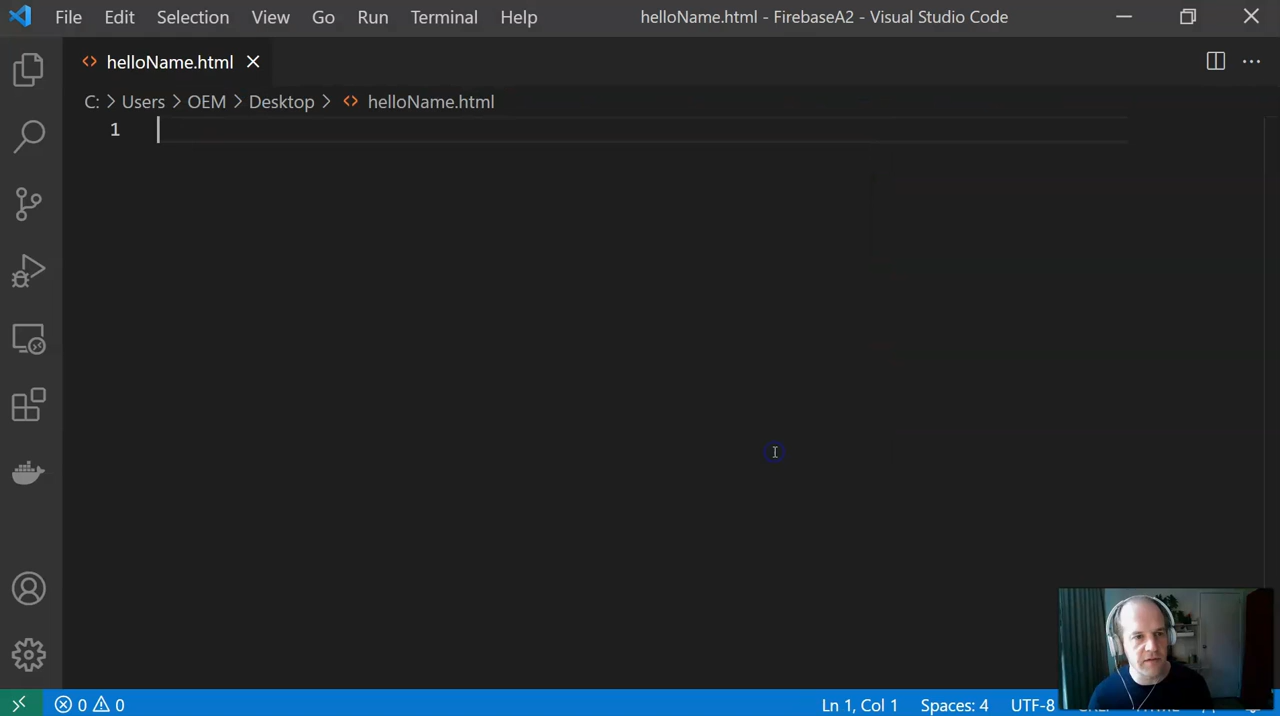 File Edit Selection View Go Run Terminal Help helloName.html - FirebaseA2 - Visual Studio Code
helloName.html
C: > Users > OEM > Desktop > helloName.html
1
0 0 Ln 1, Col 1 Spaces: 4 UTF-8